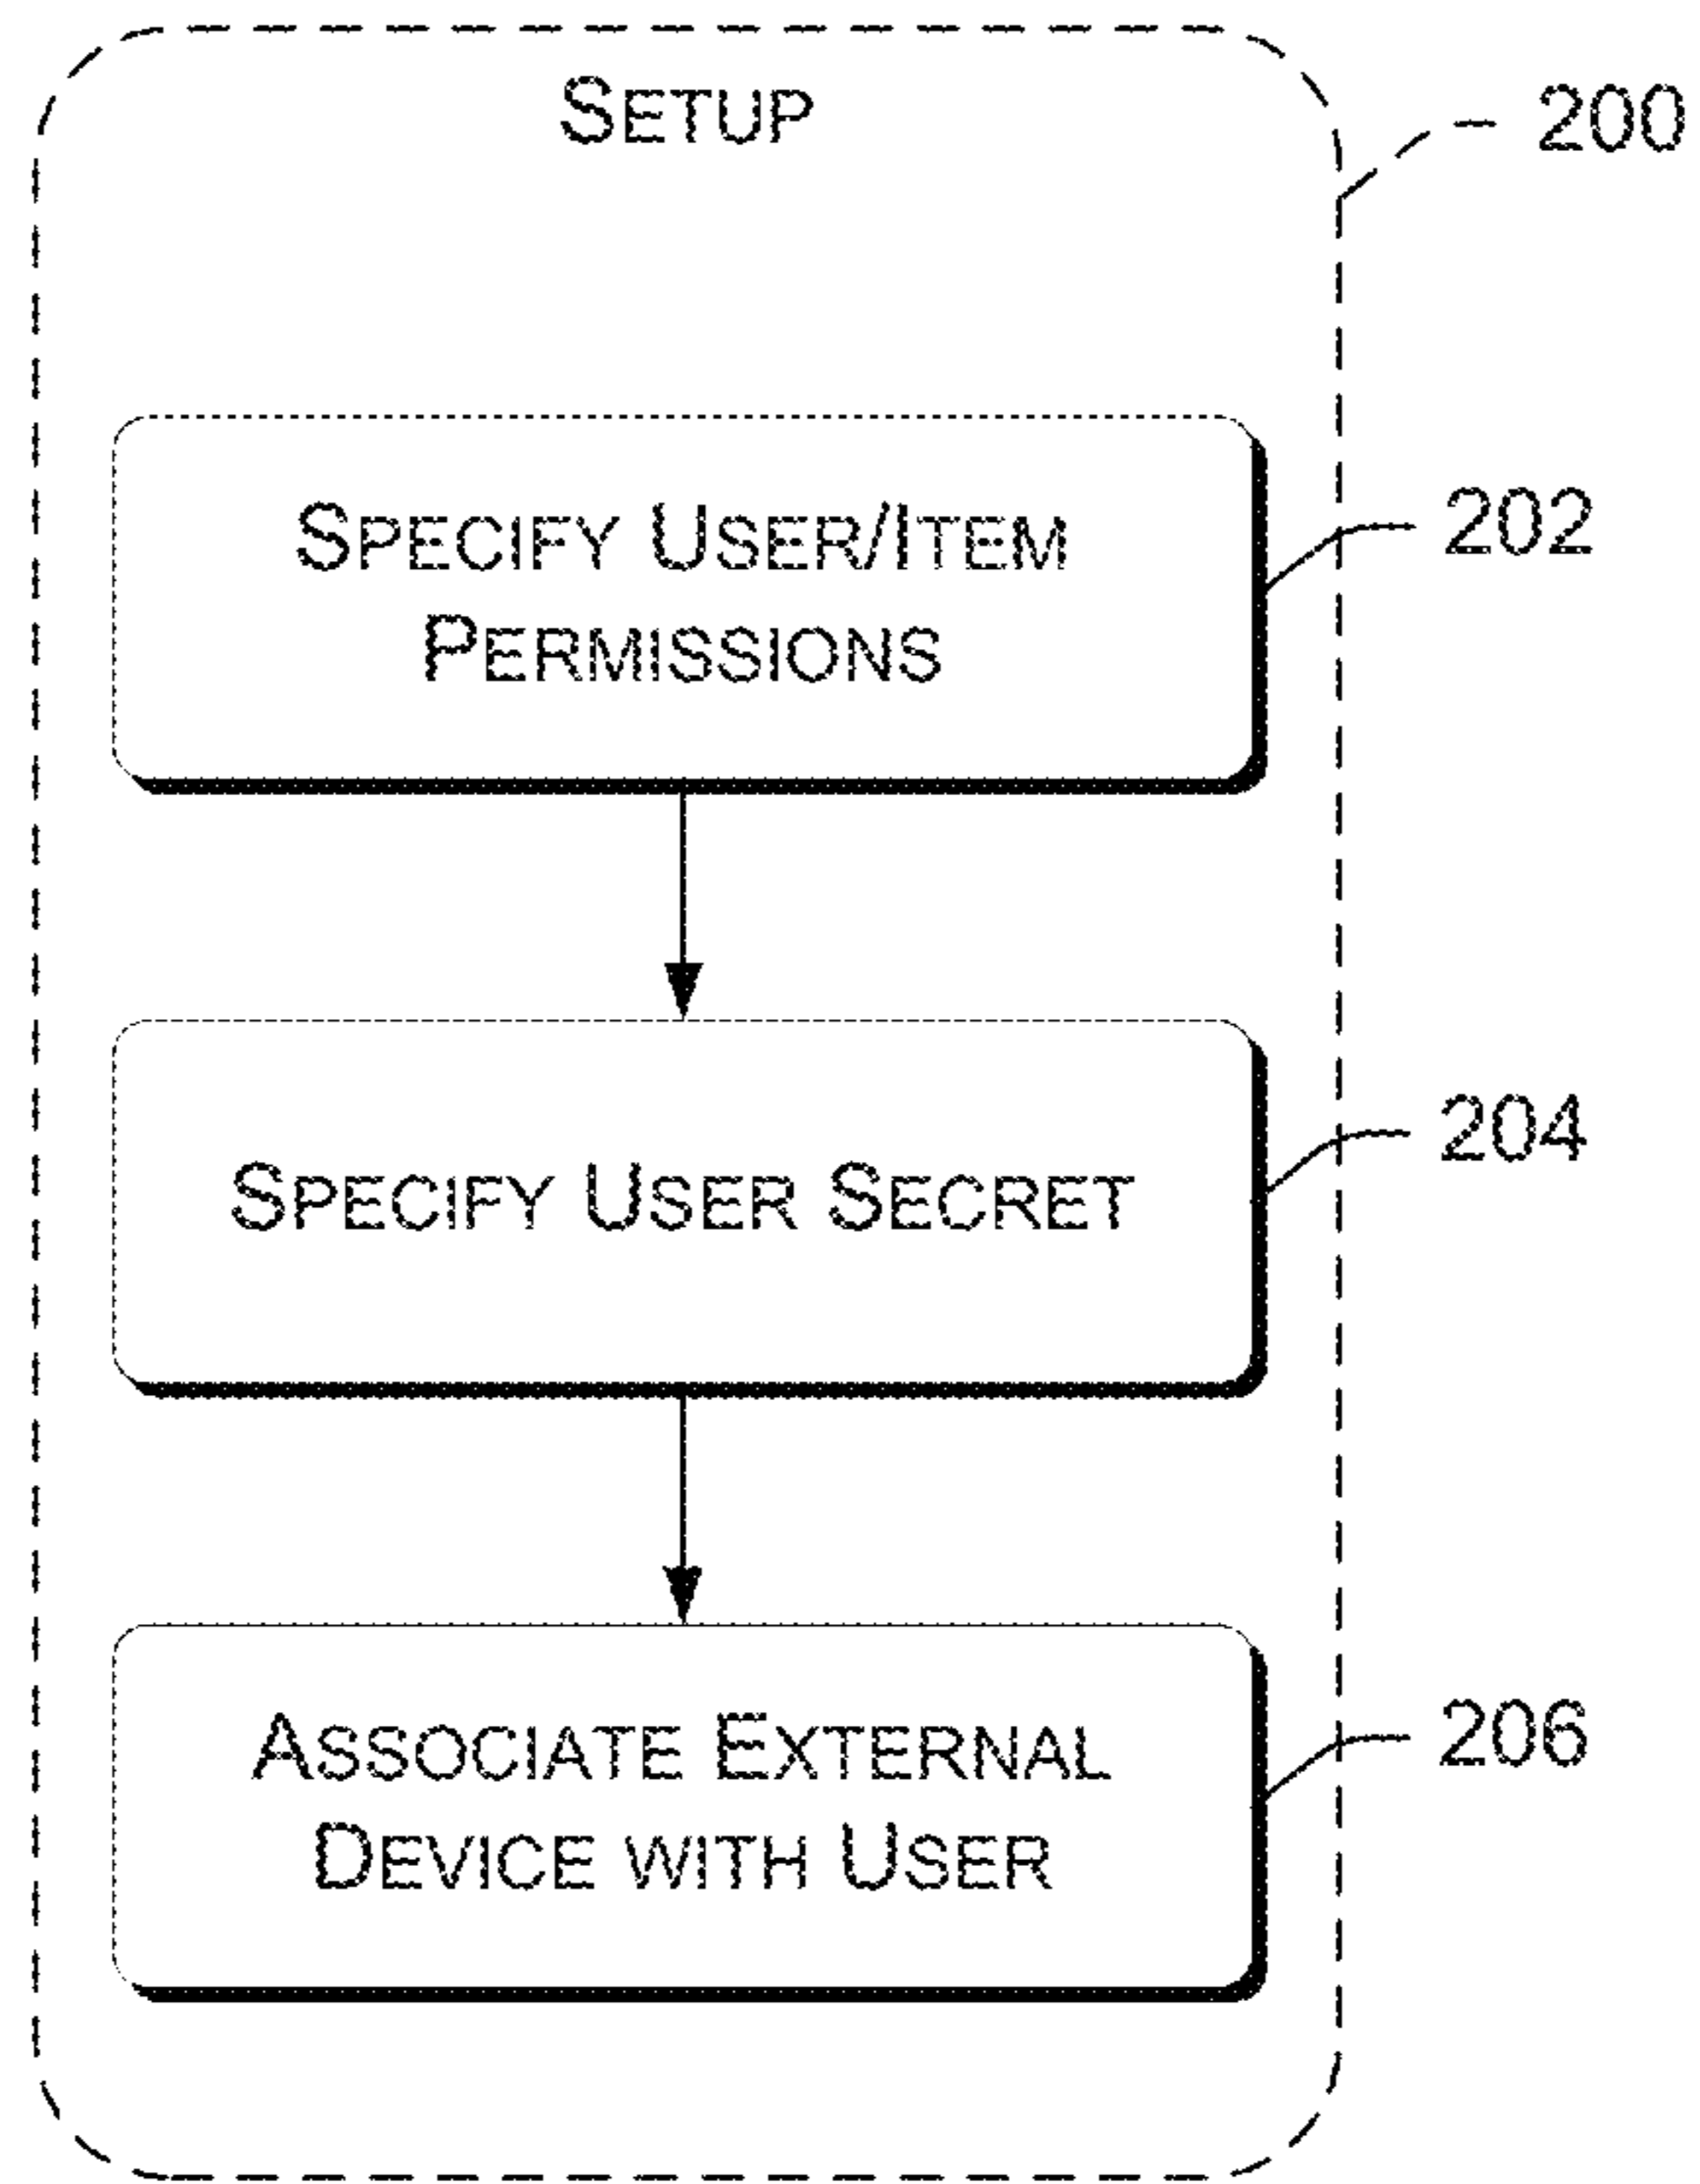 SETUP
200
SPECIFY USER/ITEM
PERMISSIONS
202
SPECIFY USER SECRET
204
ASSOCIATE EXTERNAL
DEVICE WITH USER
206